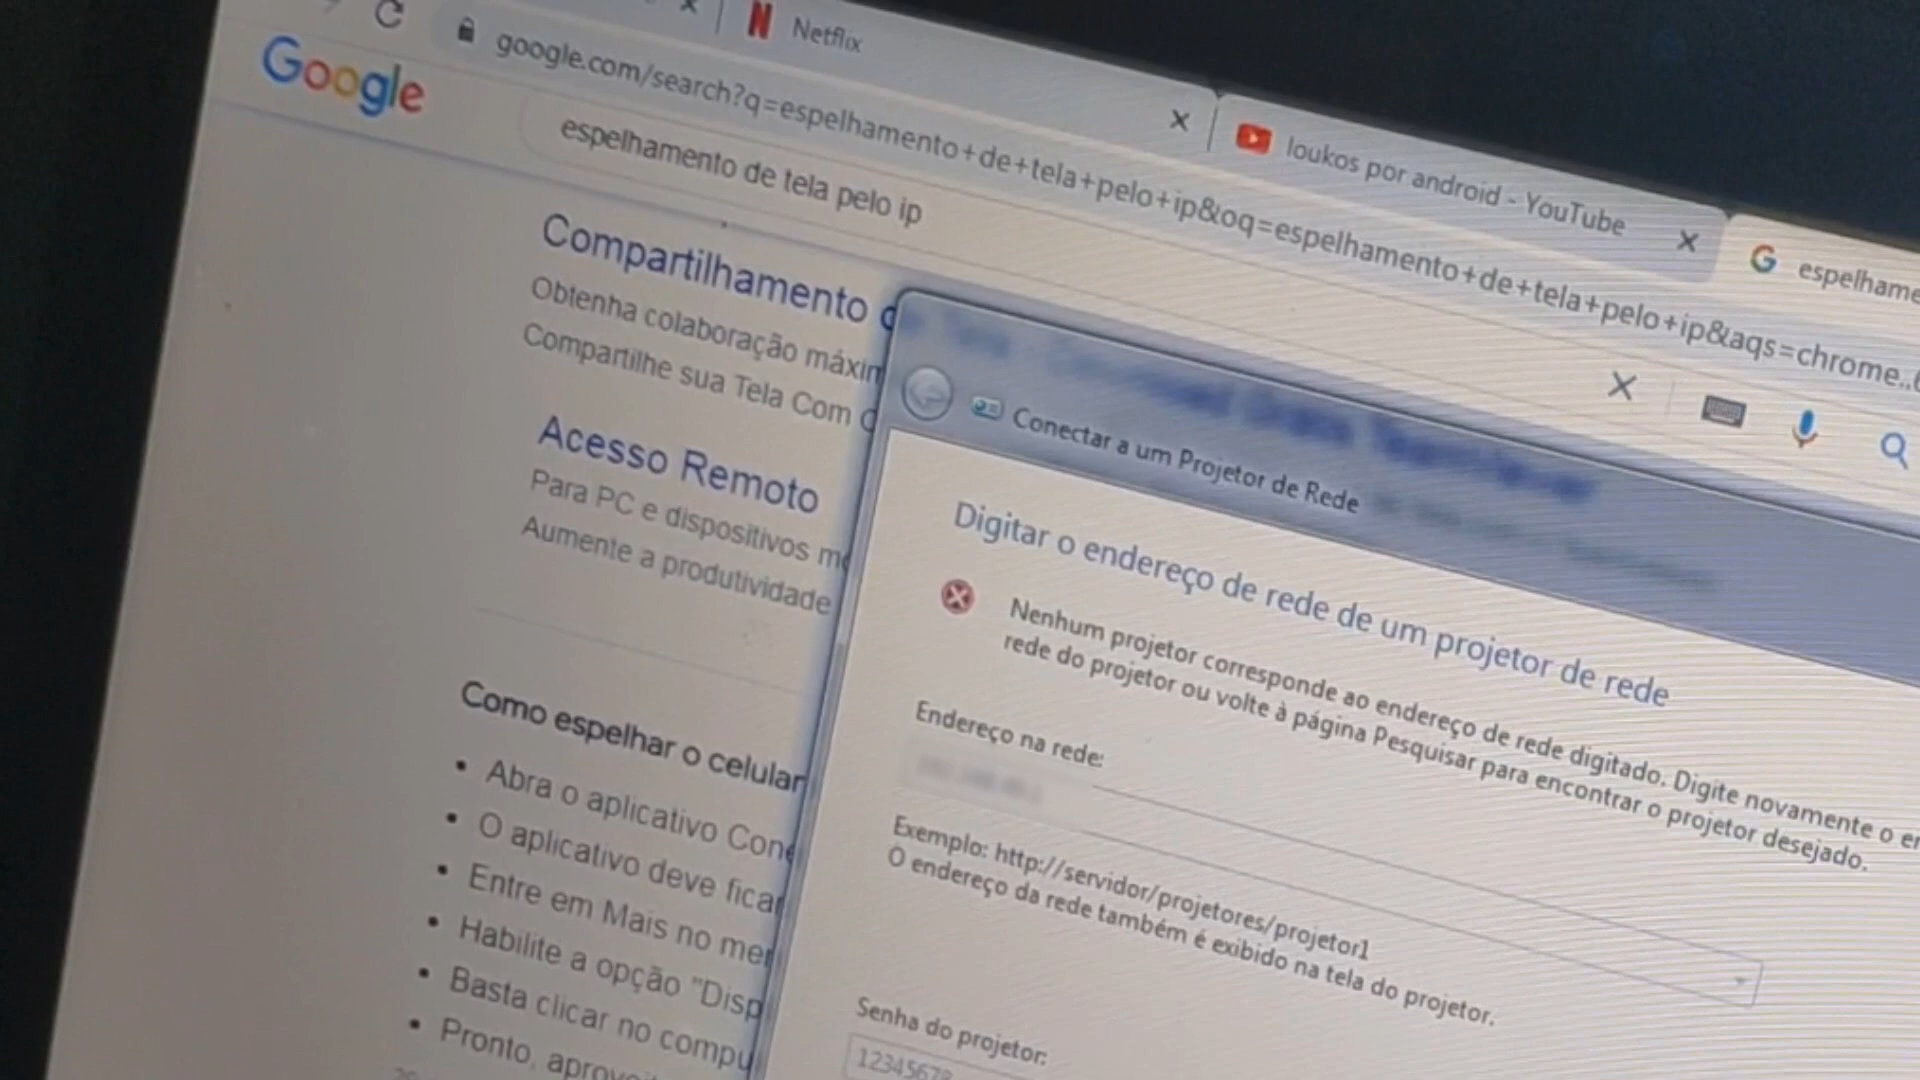 Netflix
loukos por android - YouTube
espelhame
google.com/search?q=espelhamento+de+tela+pelo+ip&oq=espelhamento+de+tela+pelo+ip&aqs=chrome..
Google
espelhamento de tela pelo ip
Compartilhamento
Obtenha colaboração máxim
Compartilhe sua Tela Com
Acesso Remoto
Para PC e dispositivos
Aumente a produtividade
Como espelhar o celular
• Abra o aplicativo Cone
• O aplicativo deve ficar
• Entre em Mais no men
• Habilite a opção "Disp
• Basta clicar no compu
• Pronto,
Conectar a um Projetor de Rede
Digitar o endereço de rede de um projetor de rede
Nenhum projetor corresponde ao endereço de rede digitado. Digite novamente o
rede do projetor ou volte à página Pesquisar para encontrar o projetor desejado.
Endereço na rede:
Exemplo: http://servidor/projetores/projetor1
O endereço da rede também é exibido na tela do projetor.
Senha do projetor:
12345678